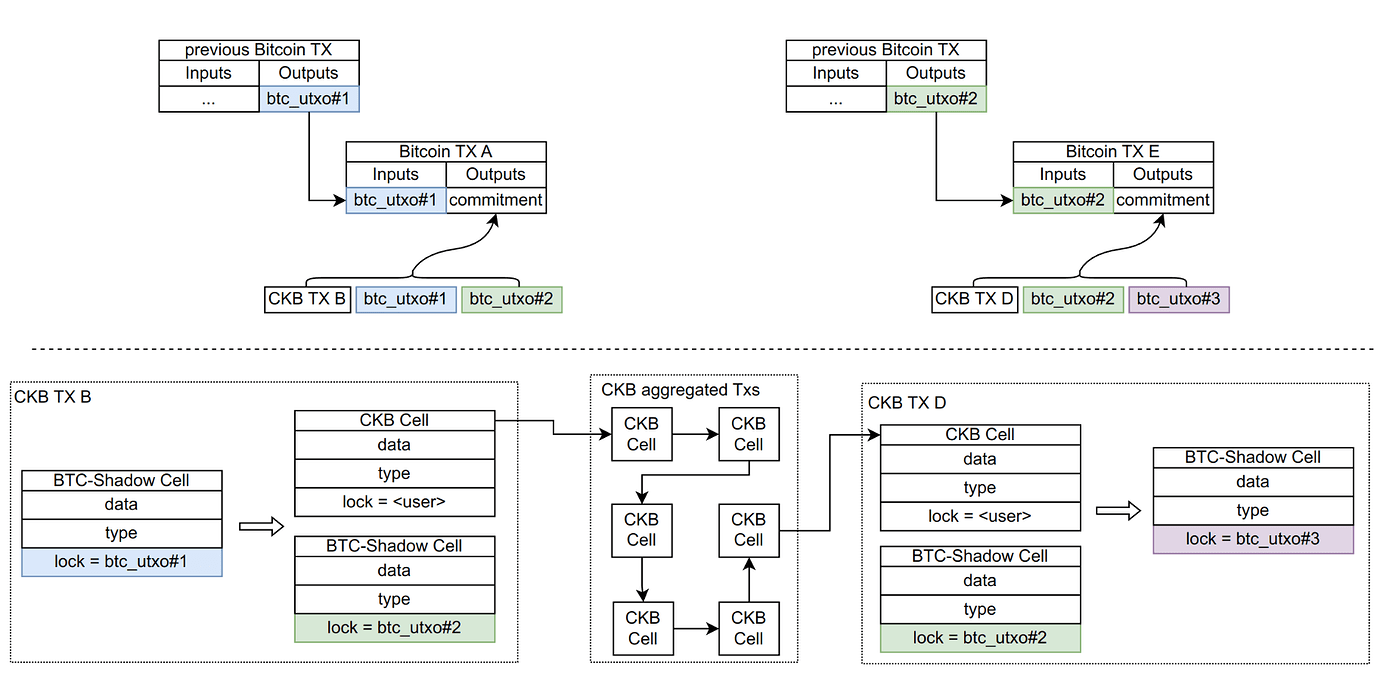 previous Bitcoin TX
Inputs Outputs
... btc_utxo#1
Bitcoin TX A
Inputs Outputs
btc_utxo#1 commitment
CKB TX B btc_utxo#1 btc_utxo#2
previous Bitcoin TX
Inputs Outputs
... btc_utxo#2
Bitcoin TX E
Inputs Outputs
btc_utxo#2 commitment
CKB TX D btc_utxo#2 btc_utxo#3
CKB TX B
BTC-Shadow Cell
data
type
lock = btc_utxo#1
CKB Cell
data
type
lock = <user>
BTC-Shadow Cell
data
type
lock = btc_utxo#2
CKB aggregated Txs
CKB
Cell
CKB
Cell
CKB
Cell
CKB
Cell
CKB
Cell
CKB
Cell
CKB TX D
CKB Cell
data
type
lock = <user>
BTC-Shadow Cell
data
type
lock = btc_utxo#2
BTC-Shadow Cell
data
type
lock = btc_utxo#3